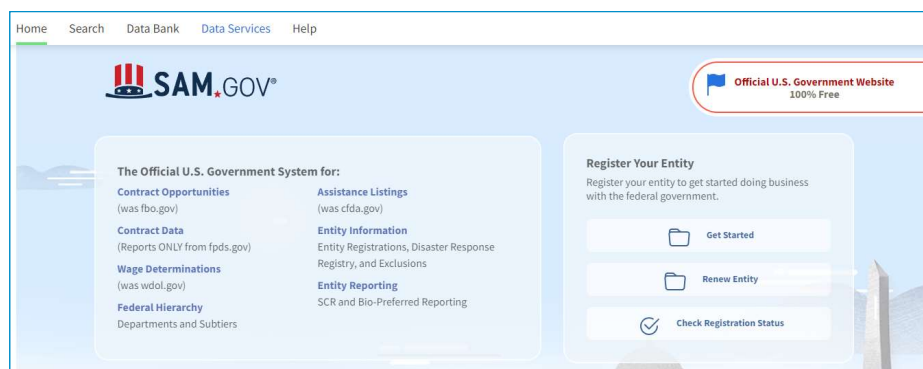 Home Search Data Bank Data Services Help
SAM.GOV®
Official U.S. Government Website
100% Free
The Official U.S. Government System for:
Contract Opportunities
(was fbo.gov)
Contract Data
(Reports ONLY from fpds.gov)
Wage Determinations
(was wdol.gov)
Federal Hierarchy
Departments and Subtiers
Assistance Listings
(was cfda.gov)
Entity Information
Entity Registrations, Disaster Response
Registry, and Exclusions
Entity Reporting
SCR and Bio-Preferred Reporting
Register Your Entity
Register your entity to get started doing business
with the federal government.
Get Started
Renew Entity
Check Registration Status